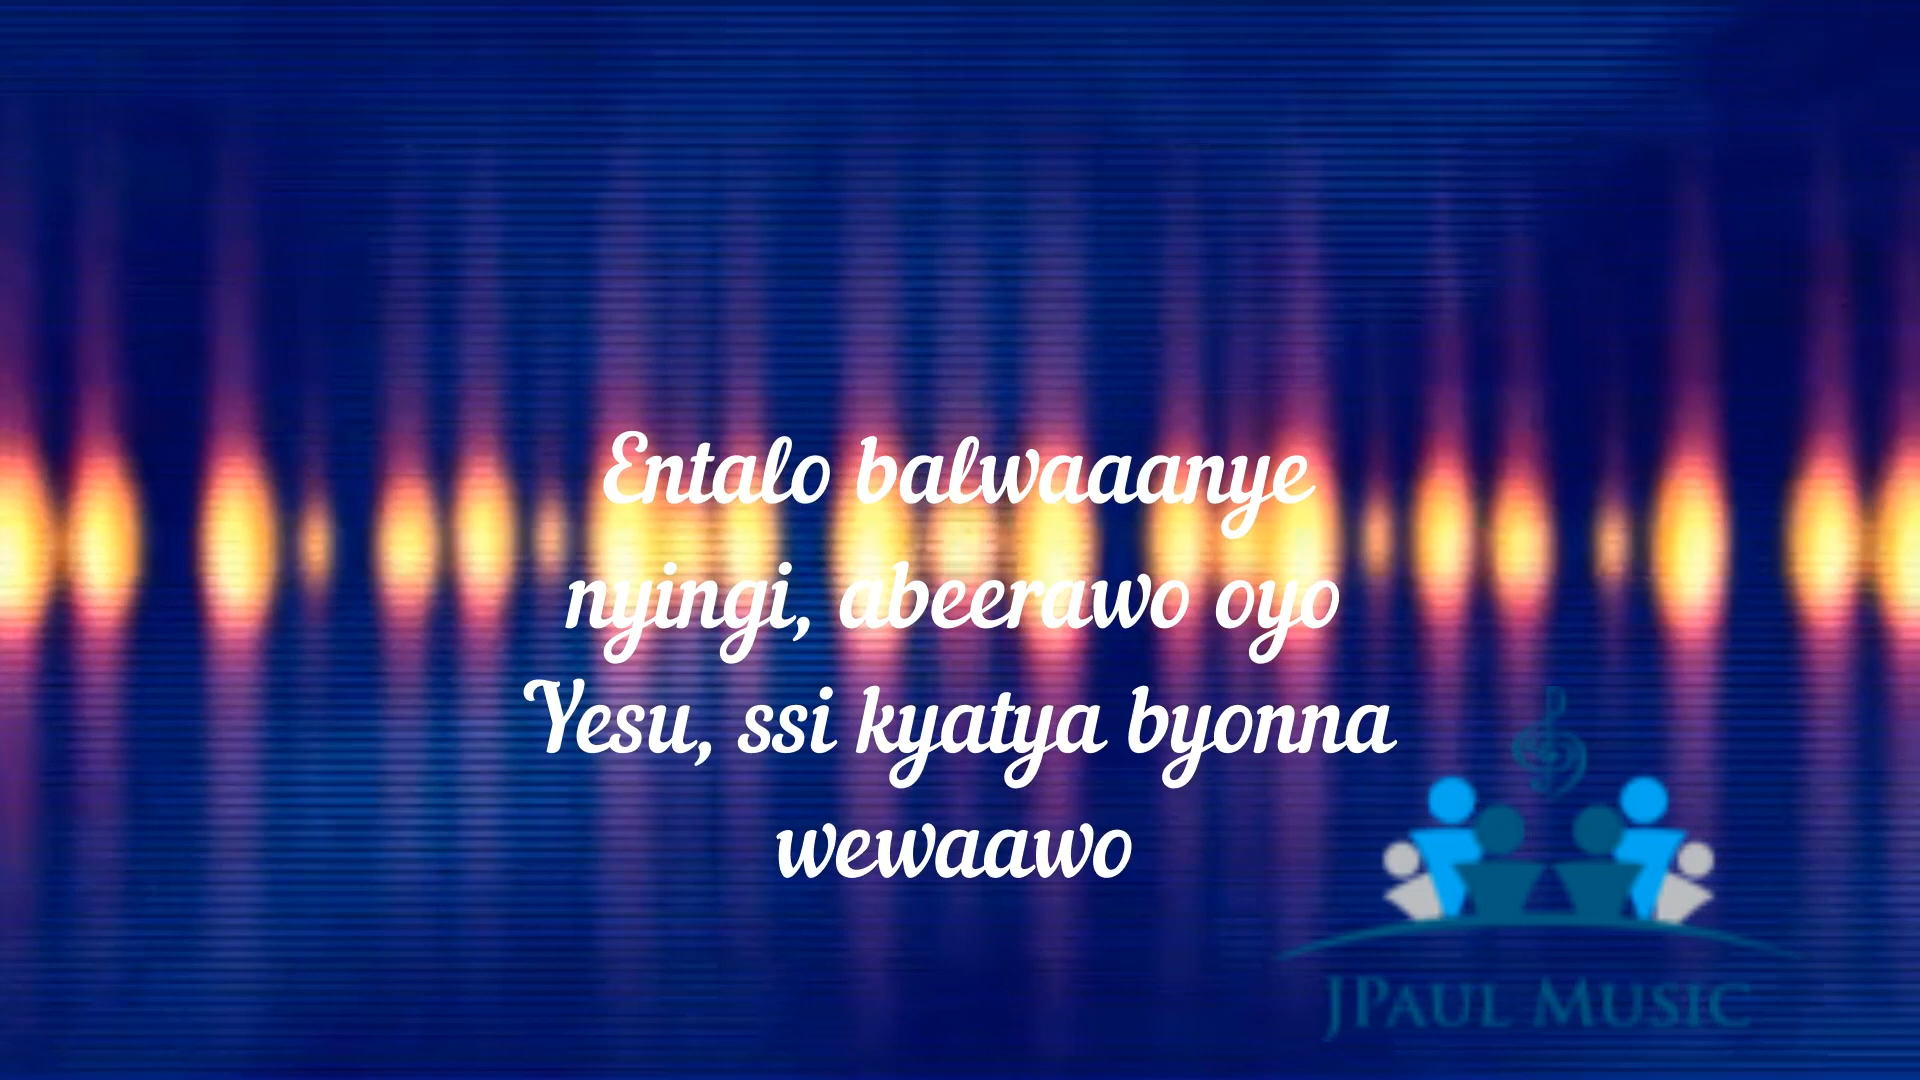 Entalo balwaaanye
nyingi, abeerawo oyo
Yesu, ssi kyatya byonna
wewaawo
JPAUL MUSIC